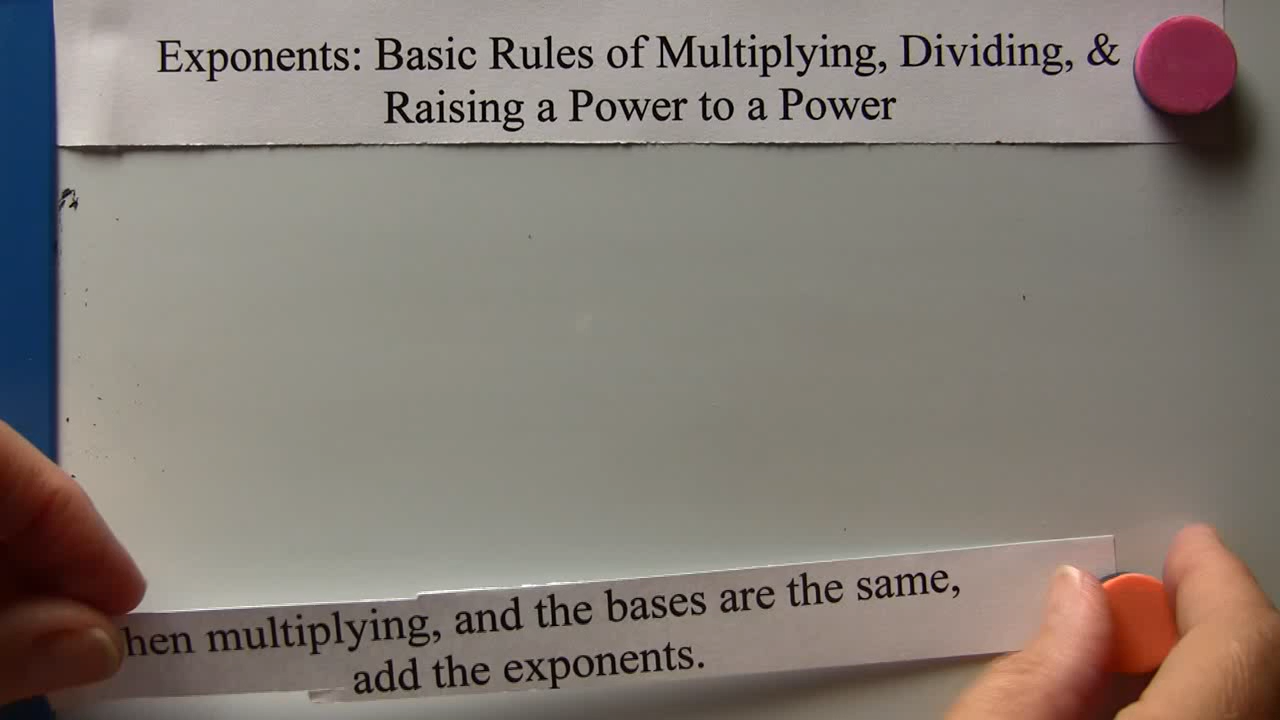 Exponents: Basic Rules of Multiplying, Dividing, &
Raising a Power to a Power
hen multiplying, and the bases are the same,
add the exponents.